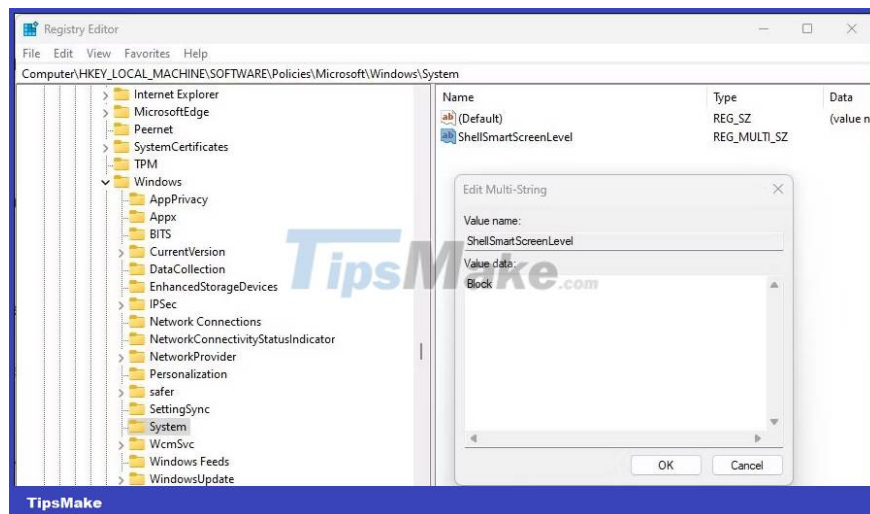 Registry Editor
File Edit View Favorites Help
Computer\HKEY_LOCAL_MACHINE\SOFTWARE\Policies\Microsoft\Windows\System
Internet Explorer
MicrosoftEdge
Peernet
SystemCertificates
TPM
Windows
AppPrivacy
Appx
BITS
CurrentVersion
DataCollection
EnhancedStorageDevices
IPSec
Network Connections
NetworkConnectivityStatusIndicator
NetworkProvider
Personalization
safer
SettingSync
System
WcmSvc
Windows Feeds
WindowsUpdate
Name Type Data
ab (Default) REG_SZ (value n
ab ShellSmartScreenLevel REG_MULTI_SZ
Edit Multi-String
Value name:
ShellSmartScreenLevel
Value data:
Block
OK Cancel
TipsMake.com
TipsMake